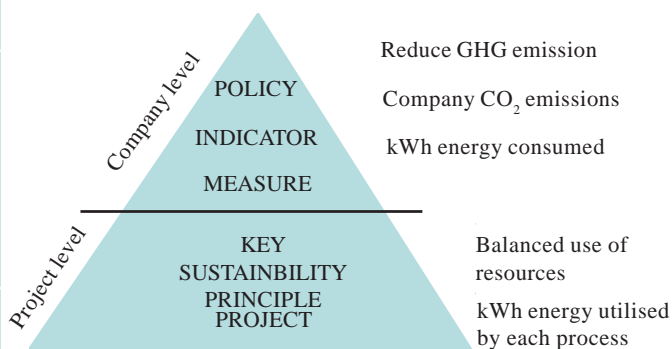 Company level
POLICY
INDICATOR
MEASURE
Reduce GHG emission
Company CO₂ emissions
kWh energy consumed
Project level
KEY
SUSTAINBILITY
PRINCIPLE
PROJECT
Balanced use of
resources
kWh energy utilised
by each process